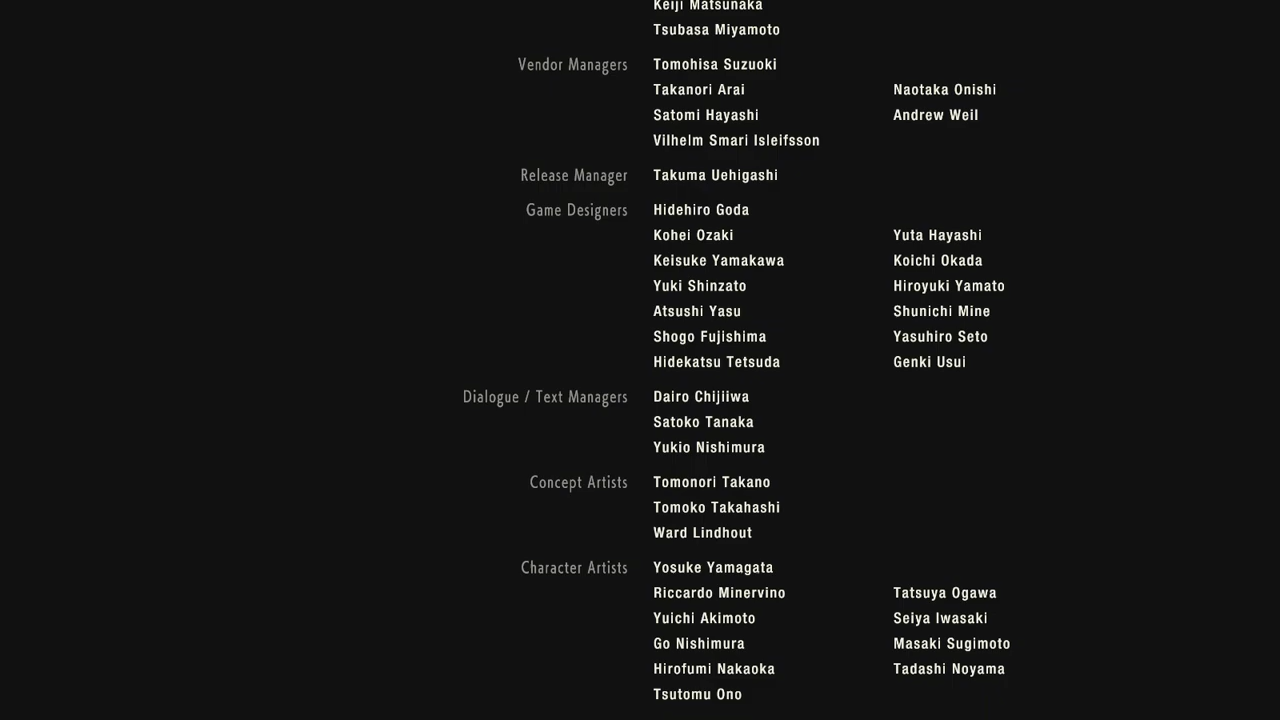 Keiji Matsunaka
Tsubasa Miyamoto
Vendor Managers Tomohisa Suzuoki
Takanori Arai Naotaka Onishi
Satomi Hayashi Andrew Weil
Vilhelm Smari Isleifsson
Release Manager Takuma Uehigashi
Game Designers Hidehiro Goda
Kohei Ozaki Yuta Hayashi
Keisuke Yamakawa Koichi Okada
Yuki Shinzato Hiroyuki Yamato
Atsushi Yasu Shunichi Mine
Shogo Fujishima Yasuhiro Seto
Hidekatsu Tetsuda Genki Usui
Dialogue / Text Managers Dairo Chijiiwa
Satoko Tanaka
Yukio Nishimura
Concept Artists Tomonori Takano
Tomoko Takahashi
Ward Lindhout
Character Artists Yosuke Yamagata
Riccardo Minervino Tatsuya Ogawa
Yuichi Akimoto Seiya Iwasaki
Go Nishimura Masaki Sugimoto
Hirofumi Nakaoka Tadashi Noyama
Tsutomu Ono